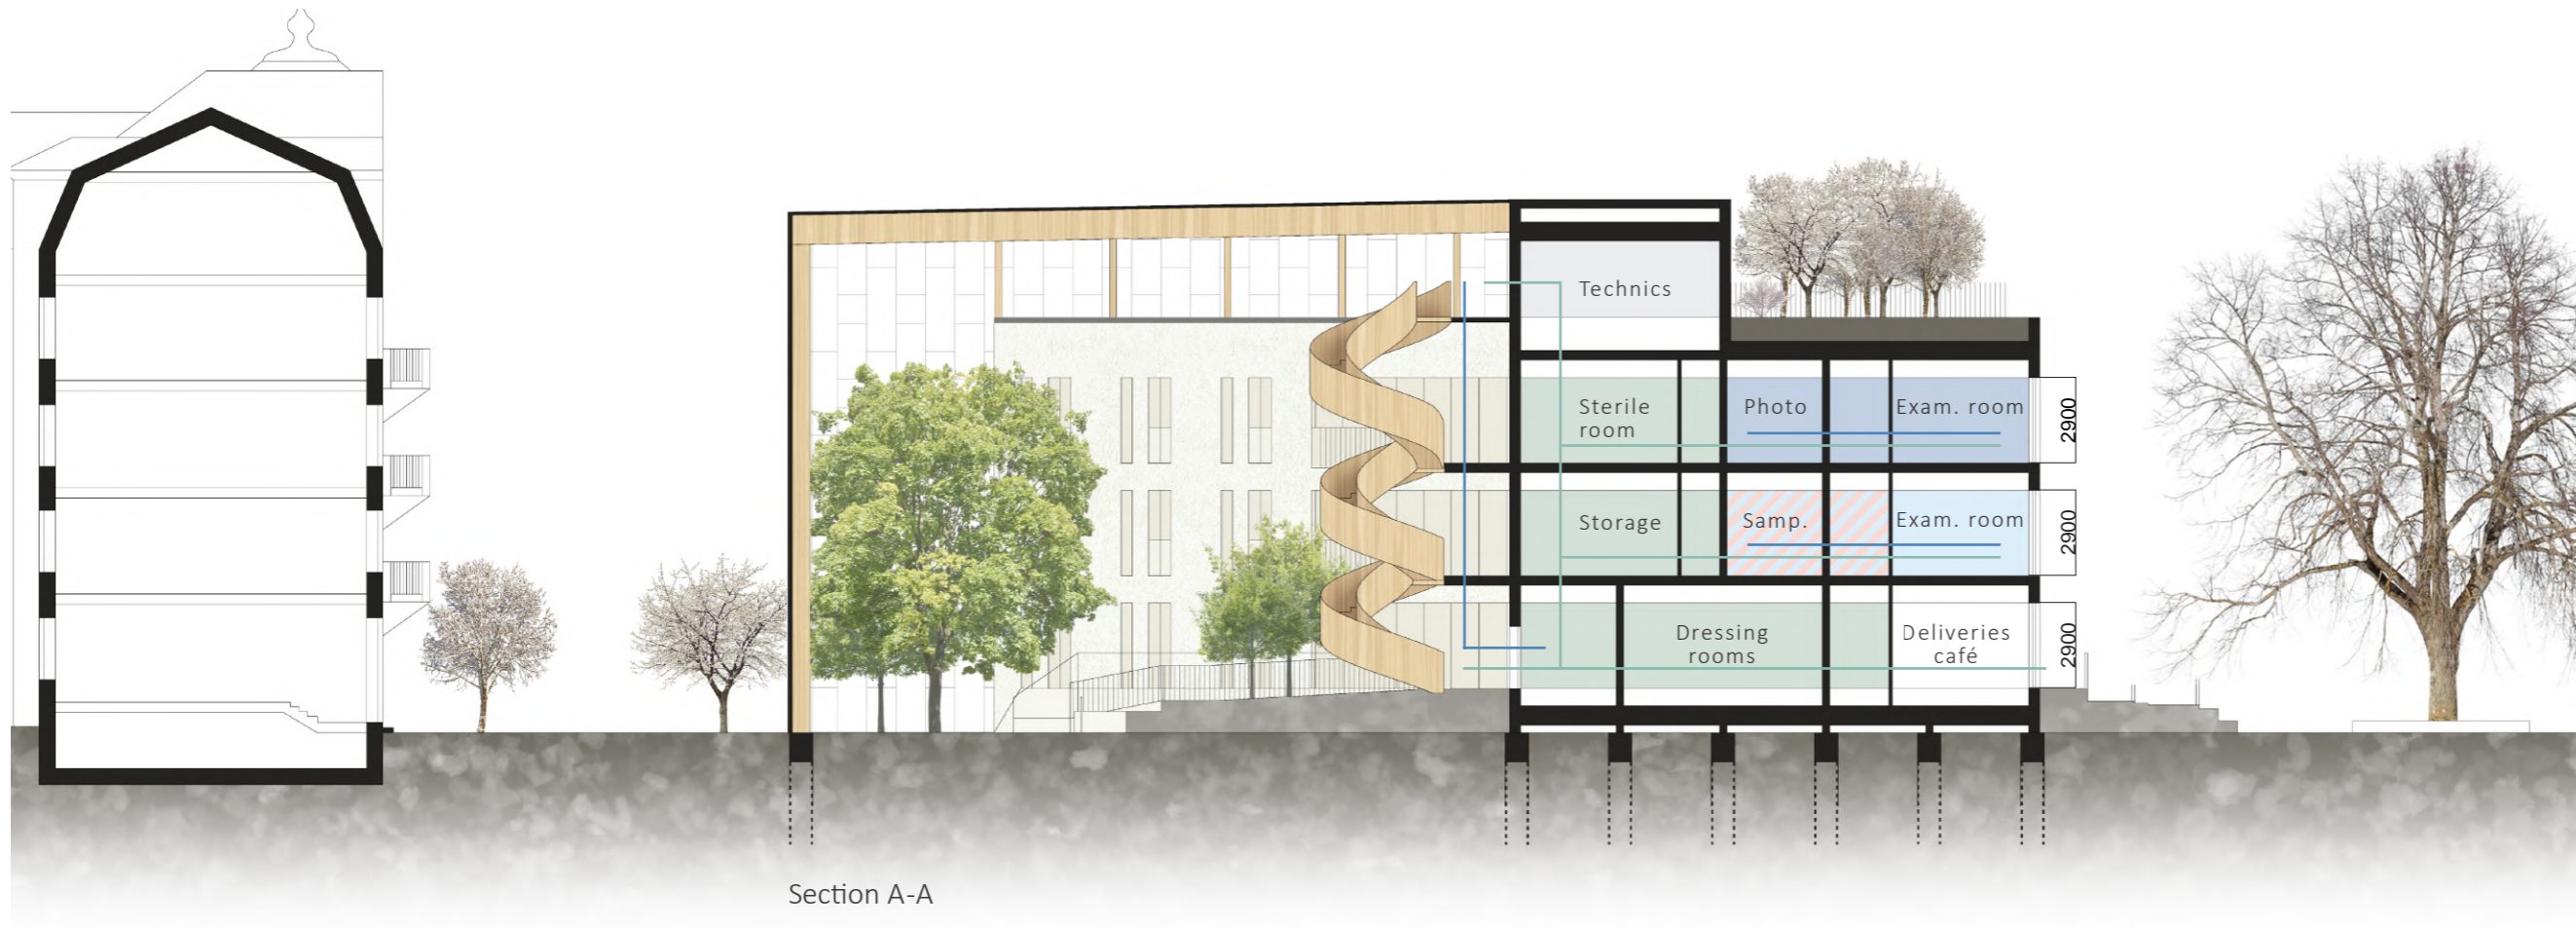 Technics
Sterile
room
Photo
Exam. room
2900
Storage
Samp.
Exam. room
2900
Dressing
rooms
Deliveries
café
2900
Section A-A